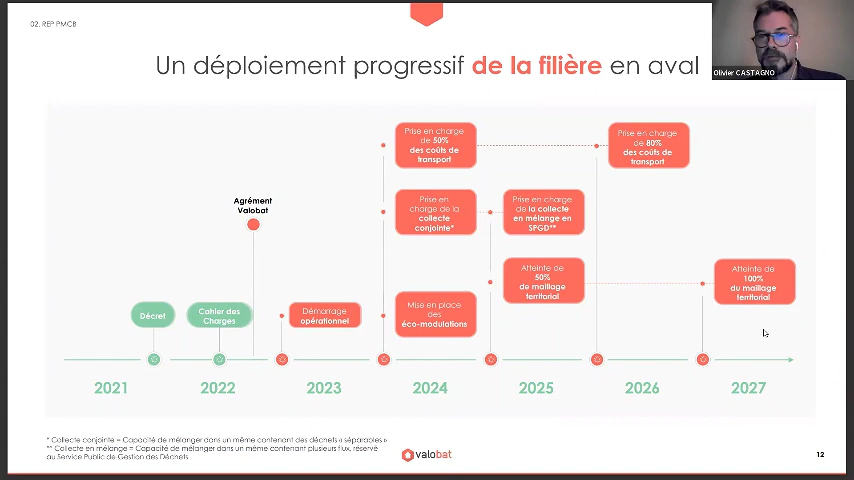 02. REP PMCB
Un déploiement progressif de la filière en aval
Olivier CASTAGNO
Prise en charge
de 50%
des coûts de
transport
Prise en charge
de 80%
des coûts de
transport
Agrément
Valobat
Prise en
charge de la
collecte
conjointe*
Prise en charge
de la collecte
en mélange en
SPGD**
Atteinte de
50%
du maillage
territorial
Atteinte de
100%
du maillage
territorial
Décret
Cahier des
Charges
Démarrage
opérationnel
Mise en place
des
éco-modulations
2021
2022
2023
2024
2025
2026
2027
* Collecte conjointe = Capacité de mélanger dans un même contenant des déchets « séparables »
** Collecte en mélange = Capacité de mélanger dans un même contenant plusieurs flux, réservé
au Service Public de Gestion des Déchets
valobat
12